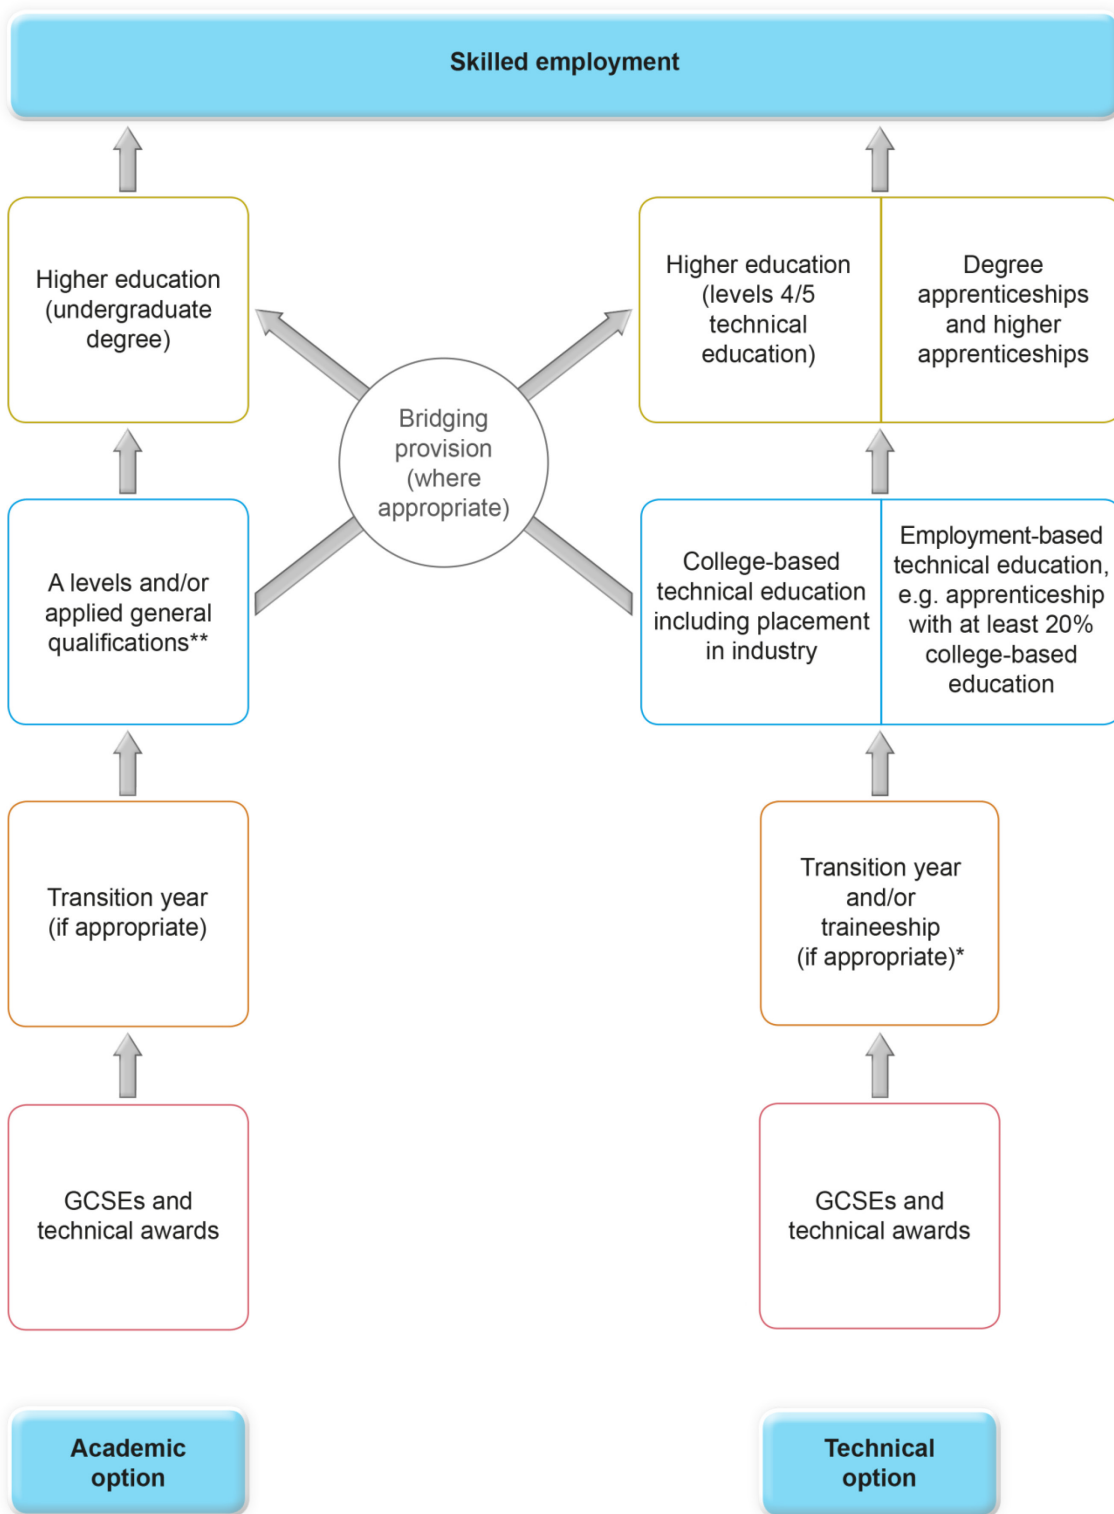 Skilled employment
Higher education
(undergraduate
degree)
Higher education
(levels 4/5
technical
education)
Degree
apprenticeships
and higher
apprenticeships
Bridging
provision
(where
appropriate)
A levels and/or
applied general
qualifications**
College-based
technical education
including placement
in industry
Employment-based
technical education,
e.g. apprenticeship
with at least 20%
college-based
education
Transition year
(if appropriate)
Transition year
and/or
traineeship
(if appropriate)*
GCSEs and
technical awards
GCSEs and
technical awards
Academic
option
Technical
option